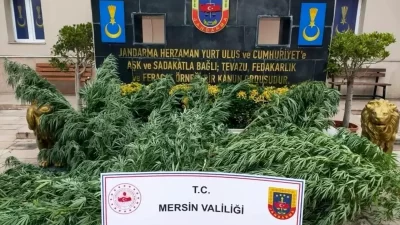 JANDARMA HERZAMAN YURT ULUS ve CUMHURİYET'e
AŞK ve SADAKATLA BAĞLI; TEVAZU, FEDAKARLIK
ve FERAGAT ÖRNEĞİ BİR KANUN ORDUSUDUR.
T.C.
MERSİN VALİLİĞİ